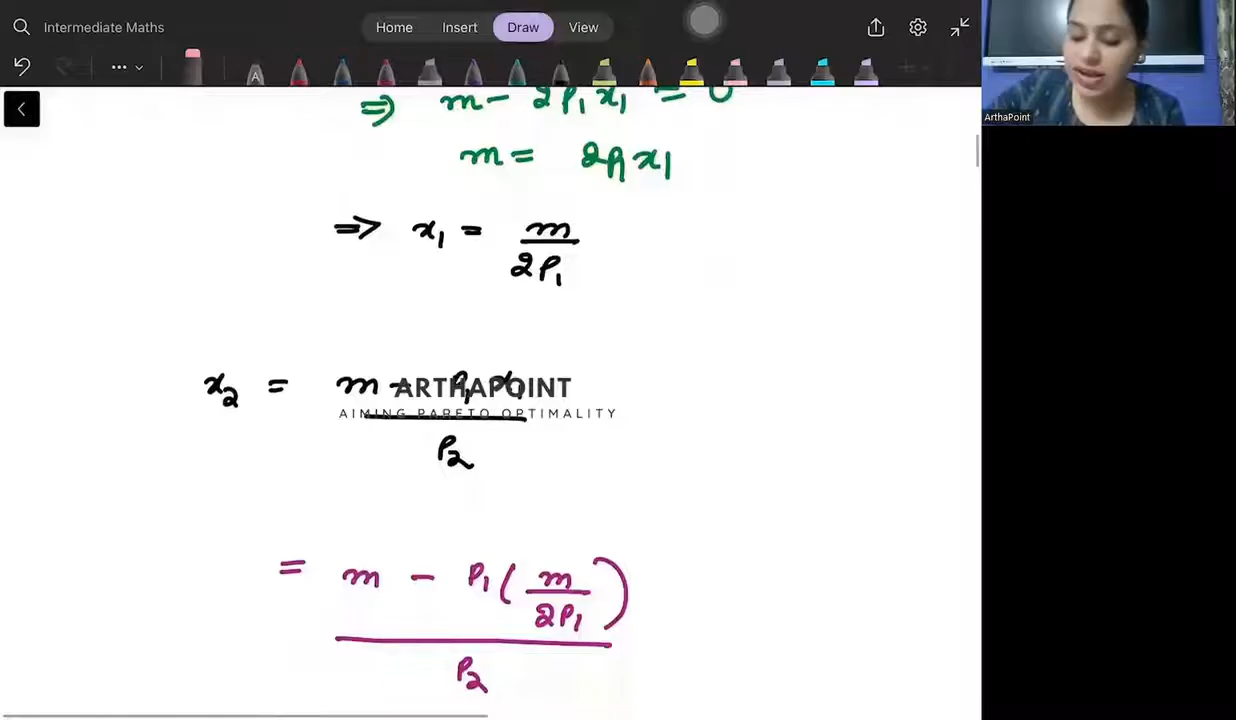 Intermediate Maths
Home Insert Draw View
A
ArthaPoint
⇒ m - 2P₁x₁ = 0
m = 2P₁x₁
⇒ x₁ = m / 2P₁
x₂ = m - P₁x₁ / P₂
ARTHAPOINT
AIMING PARETO OPTIMALITY
= m - P₁(m / 2P₁) / P₂